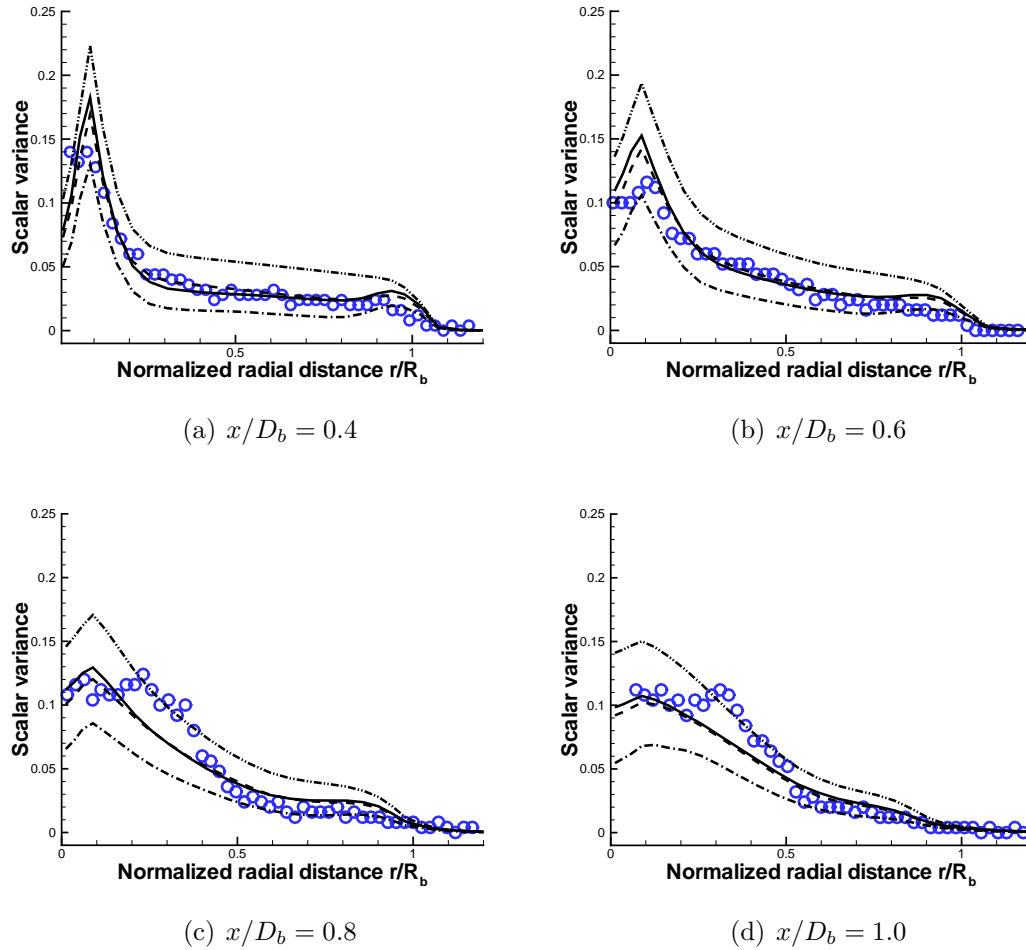 0.25
0.2
0.15
0.1
0.05
0
0.5
1
Scalar variance
Normalized radial distance r/R_b
(a) x/D_b = 0.4
0.25
0.2
0.15
0.1
0.05
0
0
0.5
1
Scalar variance
Normalized radial distance r/R_b
(b) x/D_b = 0.6
0.25
0.2
0.15
0.1
0.05
0
0
0.5
1
Scalar variance
Normalized radial distance r/R_b
(c) x/D_b = 0.8
0.25
0.2
0.15
0.1
0.05
0
0
0.5
1
Scalar variance
Normalized radial distance r/R_b
(d) x/D_b = 1.0